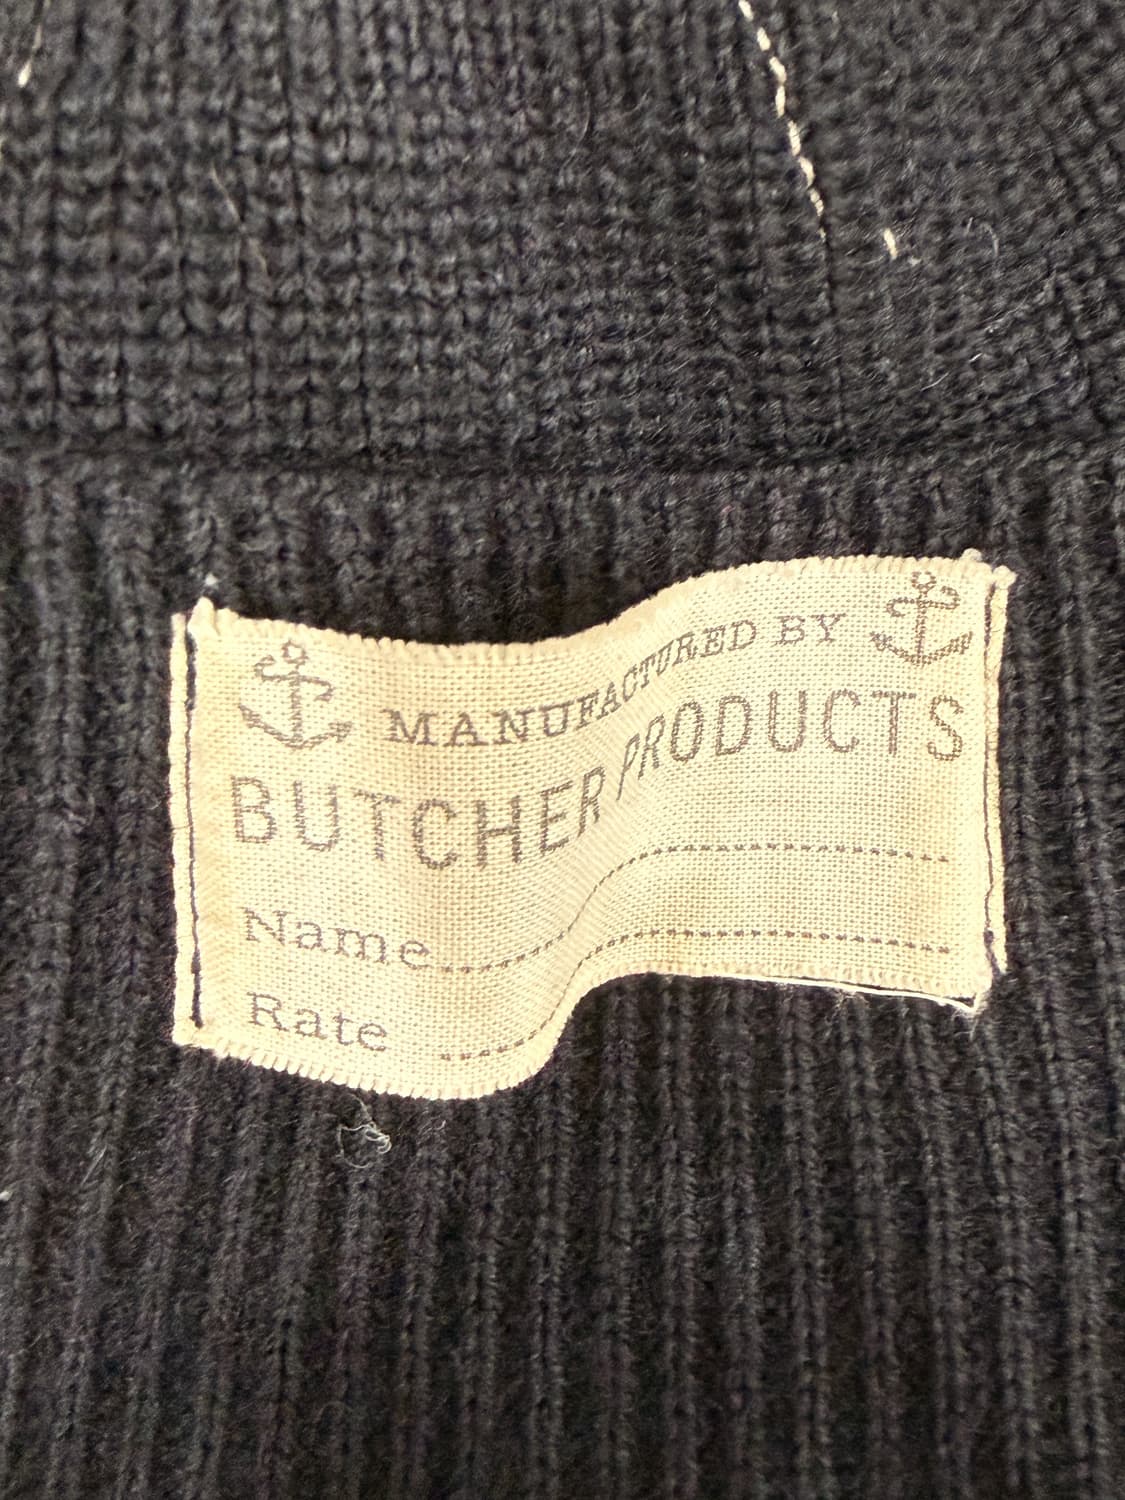 MANUFACTURED BY
BUTCHER PRODUCTS
Name
Rate